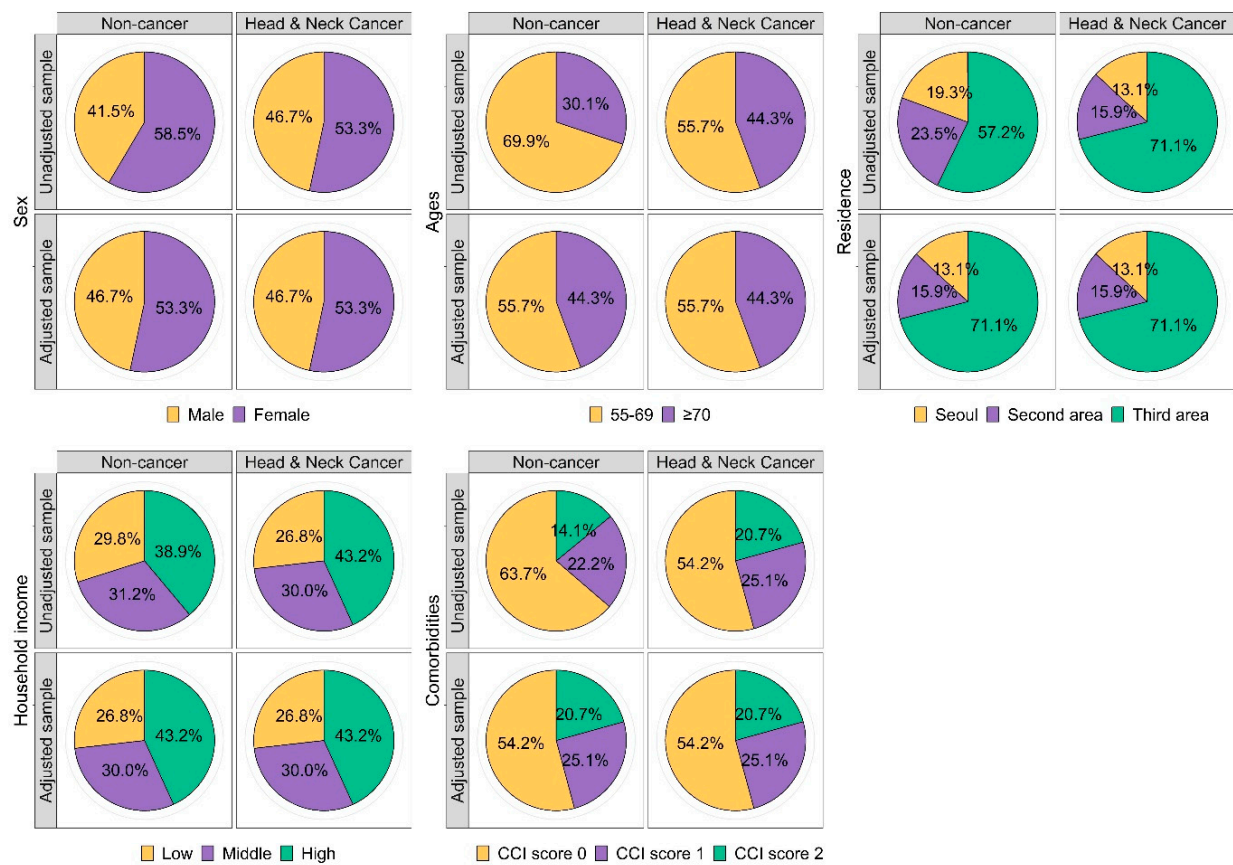 Non-cancer Head & Neck Cancer
Sex
Unadjusted sample
41.5% 58.5% 46.7% 53.3%
Adjusted sample
46.7% 53.3% 46.7% 53.3%
Male Female
Non-cancer Head & Neck Cancer
Ages
Unadjusted sample
30.1% 69.9% 55.7% 44.3%
Adjusted sample
55.7% 44.3% 55.7% 44.3%
55-69 ≥70
Non-cancer Head & Neck Cancer
Residence
Unadjusted sample
19.3% 23.5% 57.2% 13.1% 15.9% 71.1%
Adjusted sample
13.1% 15.9% 71.1% 13.1% 15.9% 71.1%
Seoul Second area Third area
Non-cancer Head & Neck Cancer
Household income
Unadjusted sample
29.8% 38.9% 31.2% 26.8% 43.2% 30.0%
Adjusted sample
26.8% 43.2% 30.0% 26.8% 43.2% 30.0%
Low Middle High
Non-cancer Head & Neck Cancer
Comorbidities
Unadjusted sample
14.1% 63.7% 22.2% 20.7% 54.2% 25.1%
Adjusted sample
20.7% 54.2% 25.1% 20.7% 54.2% 25.1%
CCI score 0 CCI score 1 CCI score 2